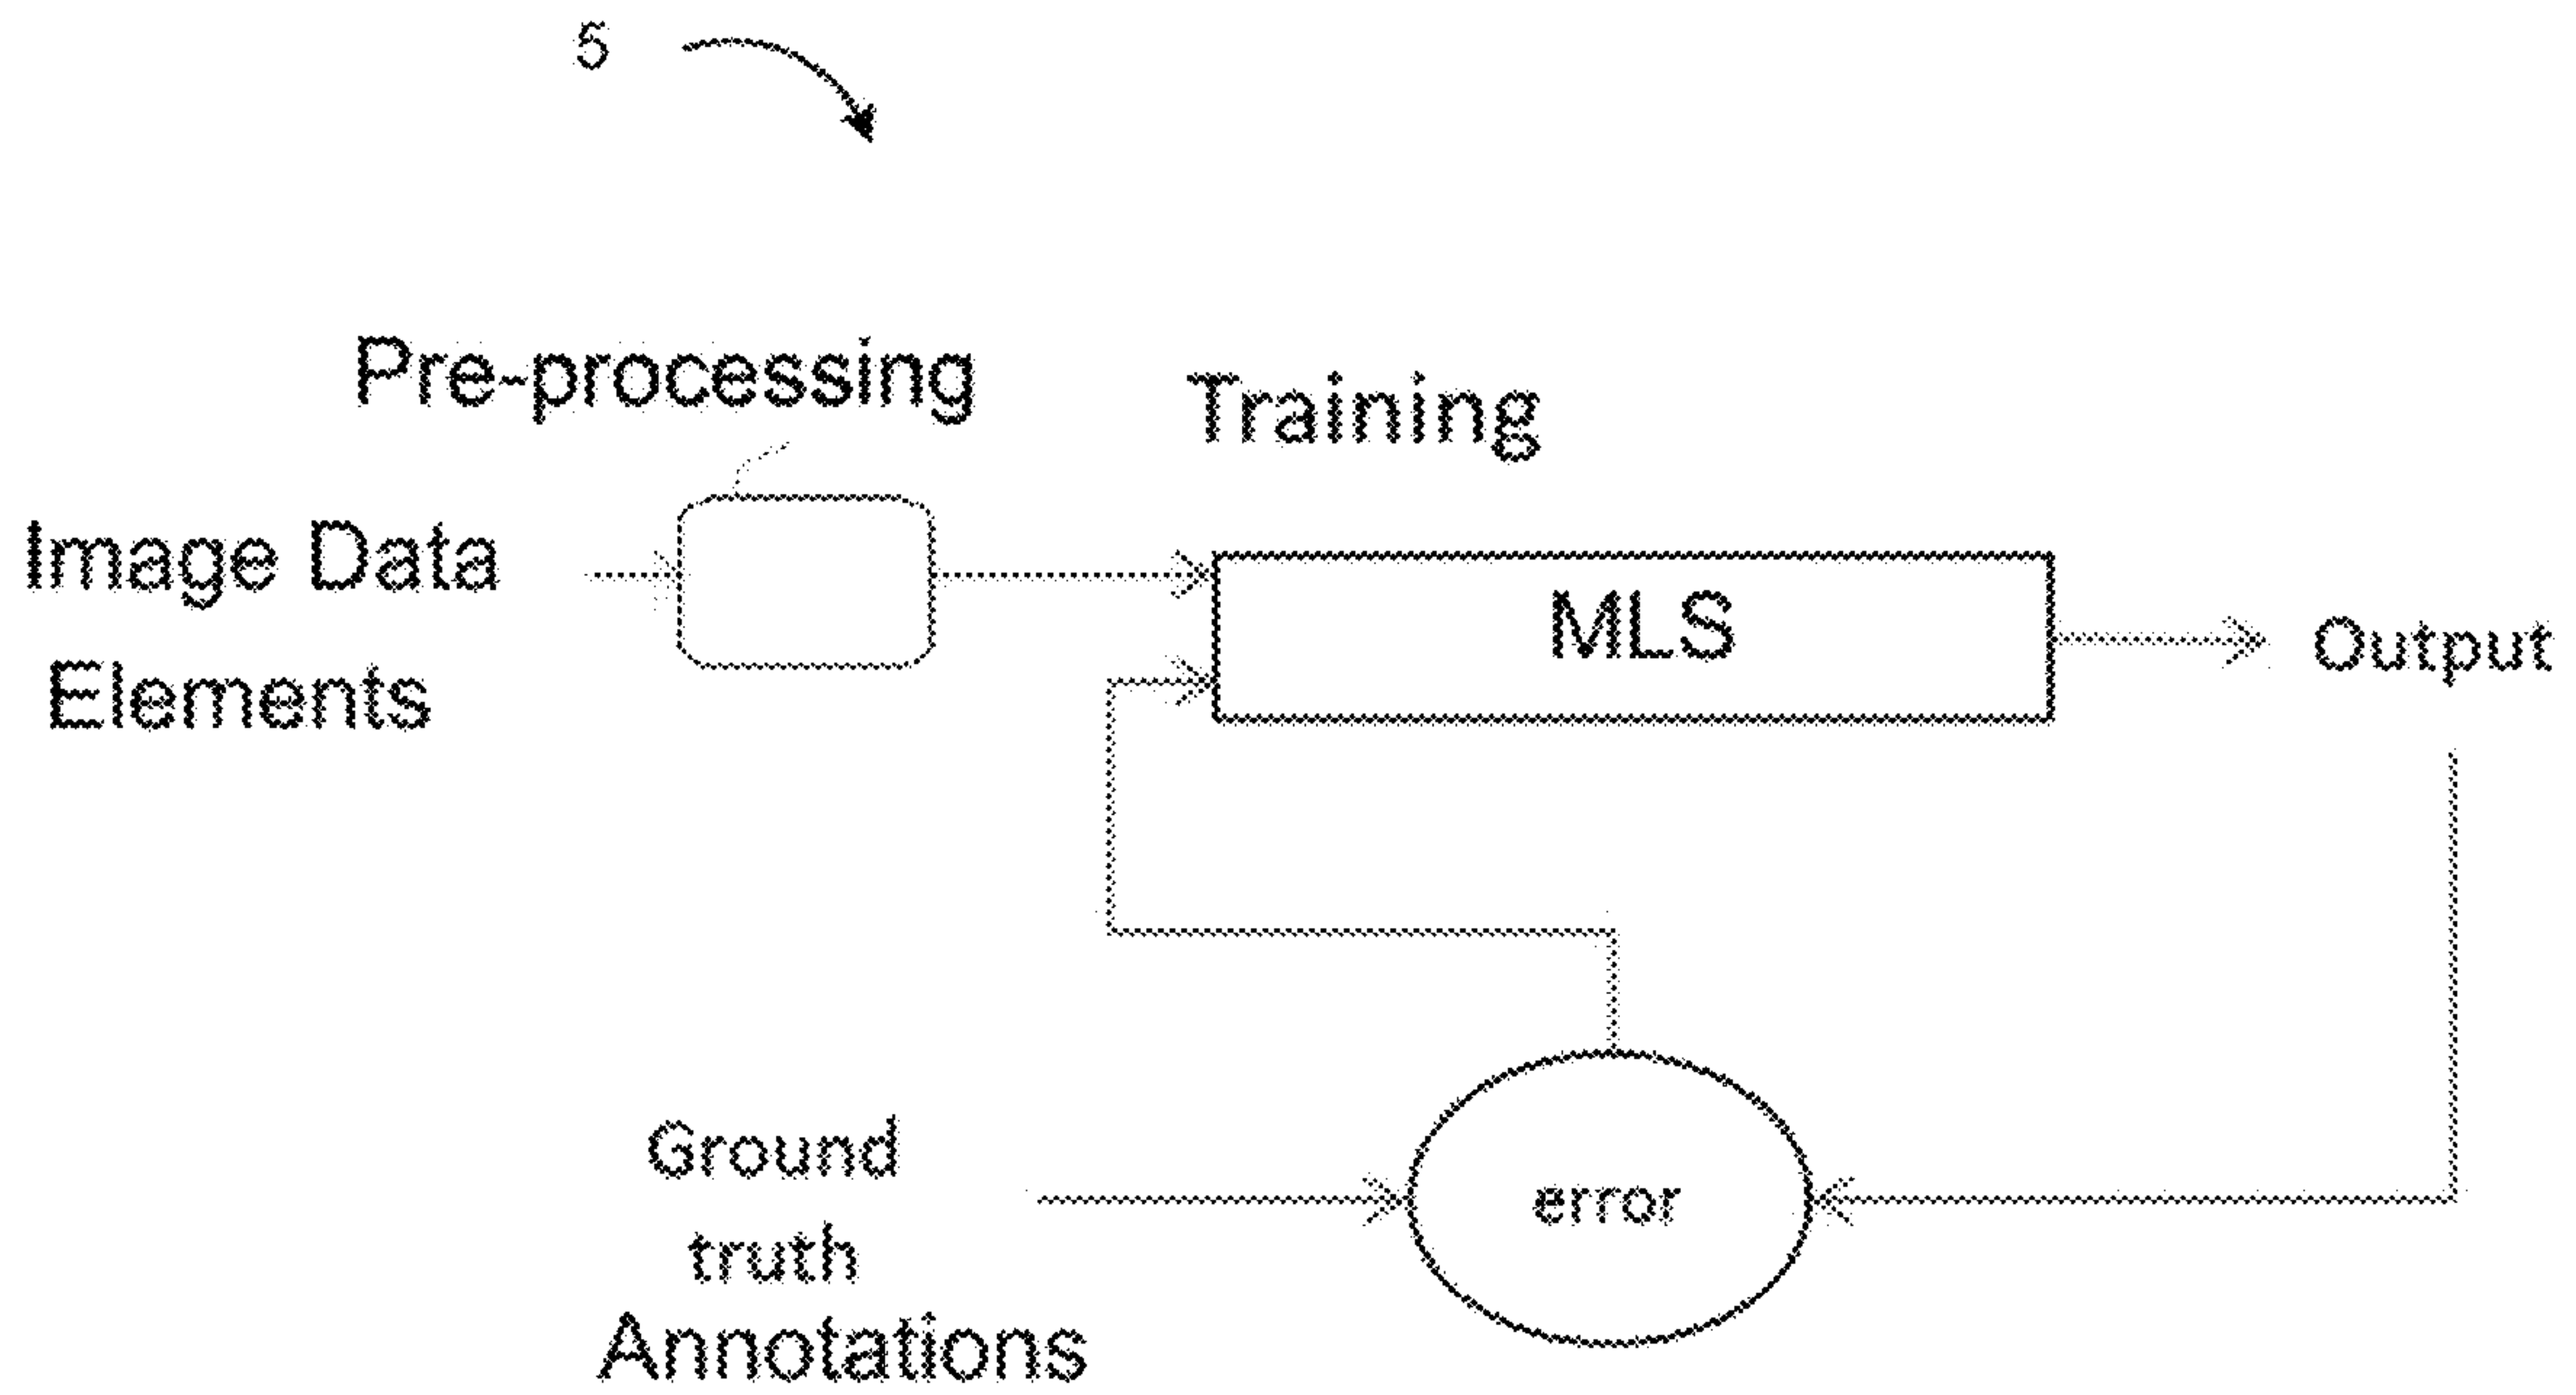 5
Pre-processing
Training
Image Data
Elements
MLS
Output
Ground
truth
Annotations
error